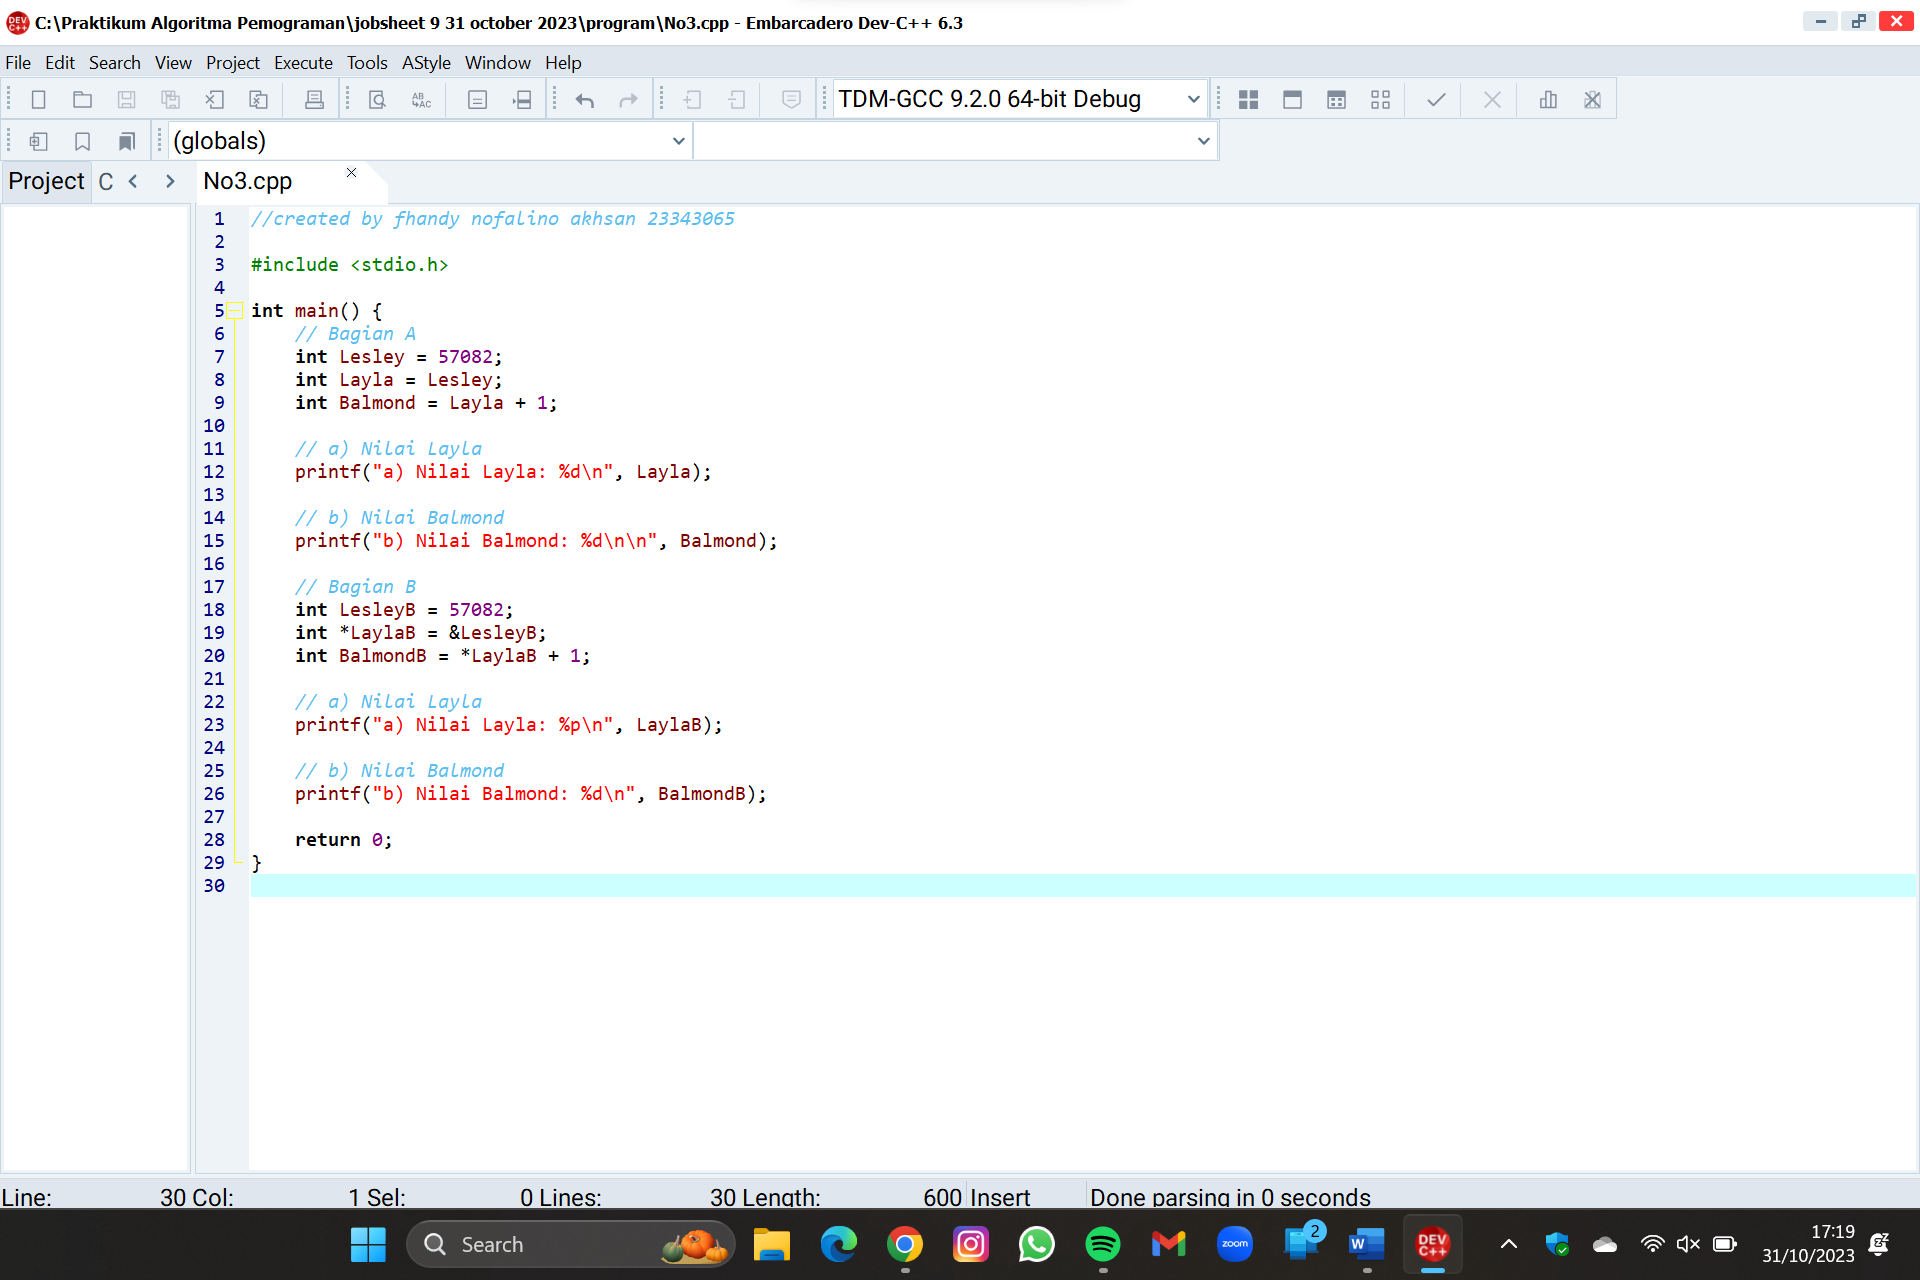 C:\Praktikum Algoritma Pemograman\jobsheet 9 31 october 2023\program\No3.cpp - Embarcadero Dev-C++ 6.3
File Edit Search View Project Execute Tools AStyle Window Help
TDM-GCC 9.2.0 64-bit Debug
(globals)
Project C No3.cpp
1 //created by fhandy nofalino akhsan 23343065
2
3 #include <stdio.h>
4
5 int main() {
6     // Bagian A
7     int Lesley = 57082;
8     int Layla = Lesley;
9     int Balmond = Layla + 1;
10
11     // a) Nilai Layla
12     printf("a) Nilai Layla: %d\n", Layla);
13
14     // b) Nilai Balmond
15     printf("b) Nilai Balmond: %d\n\n", Balmond);
16
17     // Bagian B
18     int LesleyB = 57082;
19     int *LaylaB = &LesleyB;
20     int BalmondB = *LaylaB + 1;
21
22     // a) Nilai Layla
23     printf("a) Nilai Layla: %p\n", LaylaB);
24
25     // b) Nilai Balmond
26     printf("b) Nilai Balmond: %d\n", BalmondB);
27
28     return 0;
29 }
30
Line: 30 Col: 1 Sel: 0 Lines: 30 Length: 600 Insert Done parsing in 0 seconds
Search
zoom
2
W
DEV C++
17:19
31/10/2023